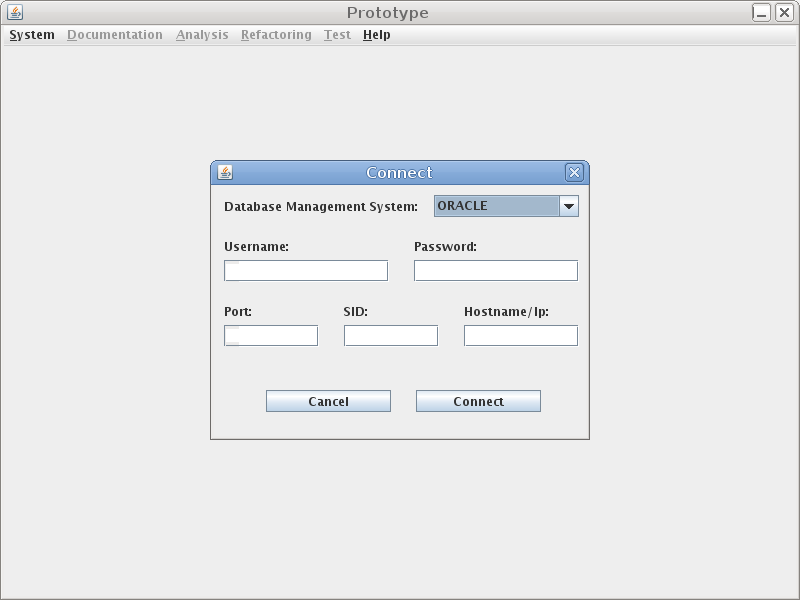 Prototype
System Documentation Analysis Refactoring Test Help
Connect
Database Management System: ORACLE
Username: Password:
Port: SID: Hostname/Ip:
Cancel Connect